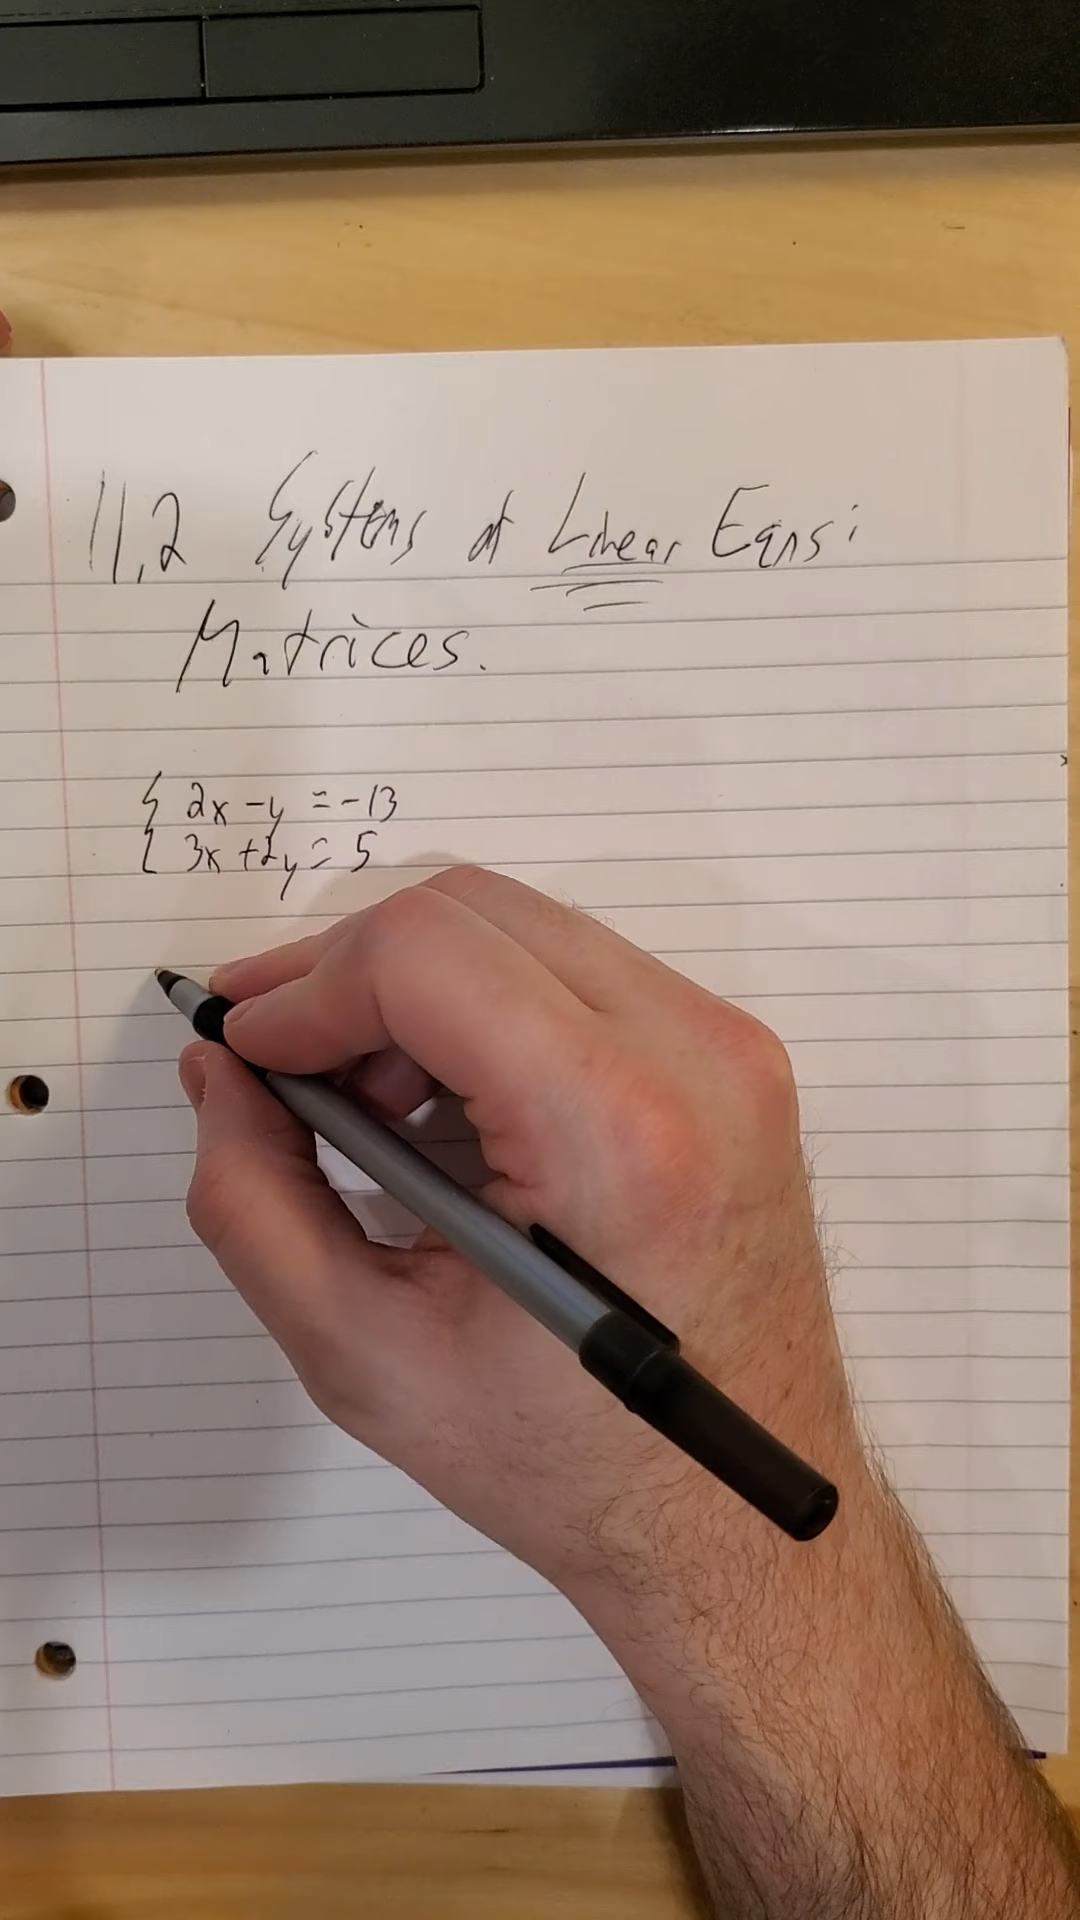 11.2 Systems of Linear Eqns:
Matrices.
{ 2x - y = -13
{ 3x + 2y = 5